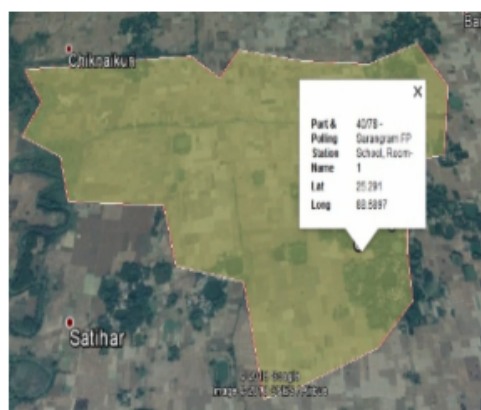 Ba
Chiknaikus
X
Part & 40/78 -
Polling Surangram FP
Station School, Room-
Name 1
Lat 25.291
Long 88.5897
Satihar